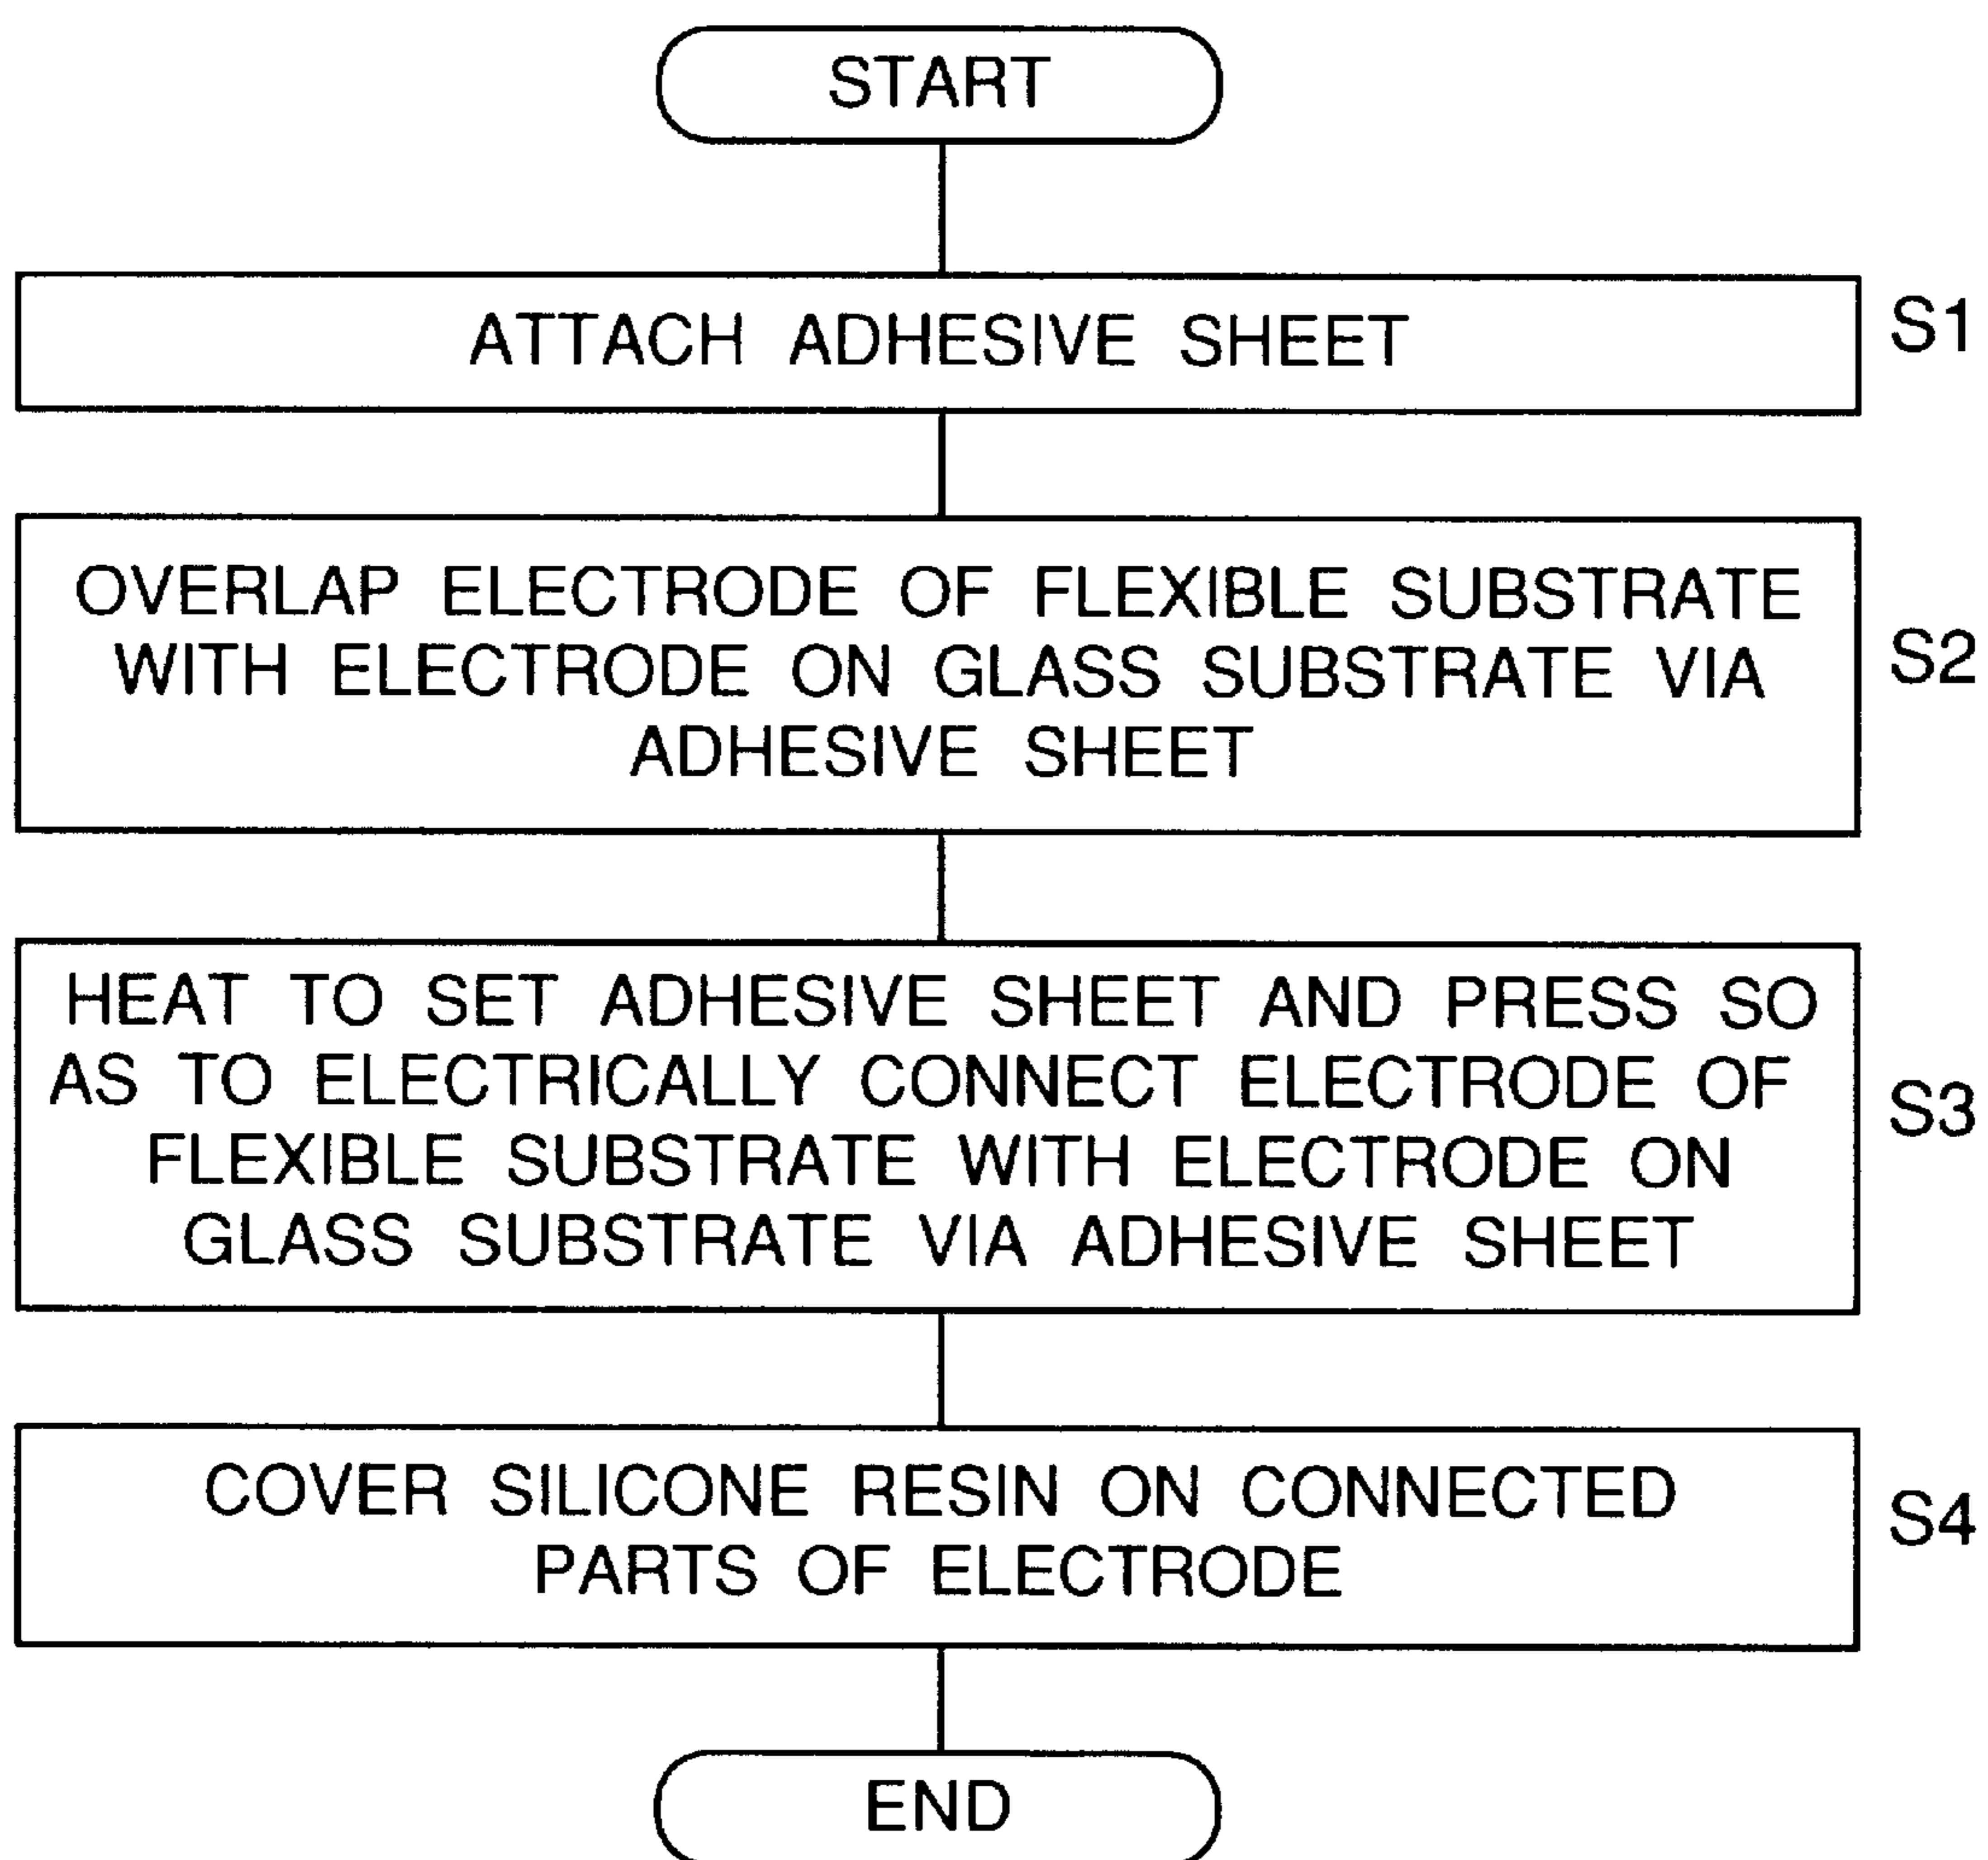 START
ATTACH ADHESIVE SHEET
S1
OVERLAP ELECTRODE OF FLEXIBLE SUBSTRATE
WITH ELECTRODE ON GLASS SUBSTRATE VIA
ADHESIVE SHEET
S2
HEAT TO SET ADHESIVE SHEET AND PRESS SO
AS TO ELECTRICALLY CONNECT ELECTRODE OF
FLEXIBLE SUBSTRATE WITH ELECTRODE ON
GLASS SUBSTRATE VIA ADHESIVE SHEET
S3
COVER SILICONE RESIN ON CONNECTED
PARTS OF ELECTRODE
S4
END